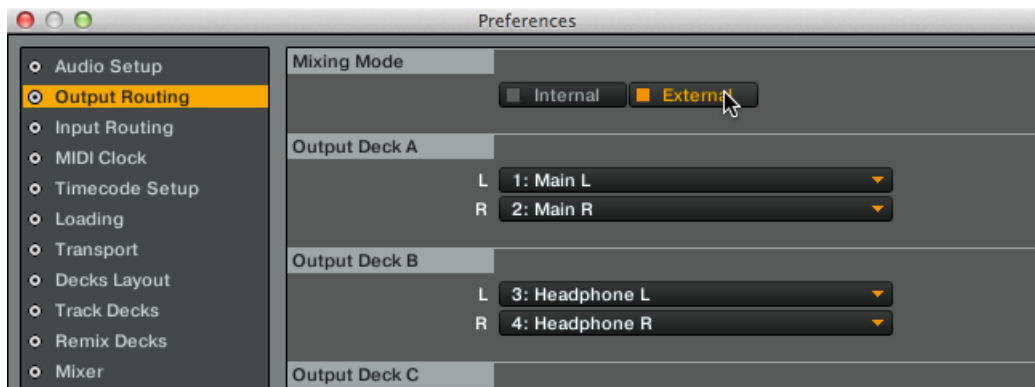 Preferences
Audio Setup
Output Routing
Input Routing
MIDI Clock
Timecode Setup
Loading
Transport
Decks Layout
Track Decks
Remix Decks
Mixer
Mixing Mode
Internal
External
Output Deck A
L 1: Main L
R 2: Main R
Output Deck B
L 3: Headphone L
R 4: Headphone R
Output Deck C